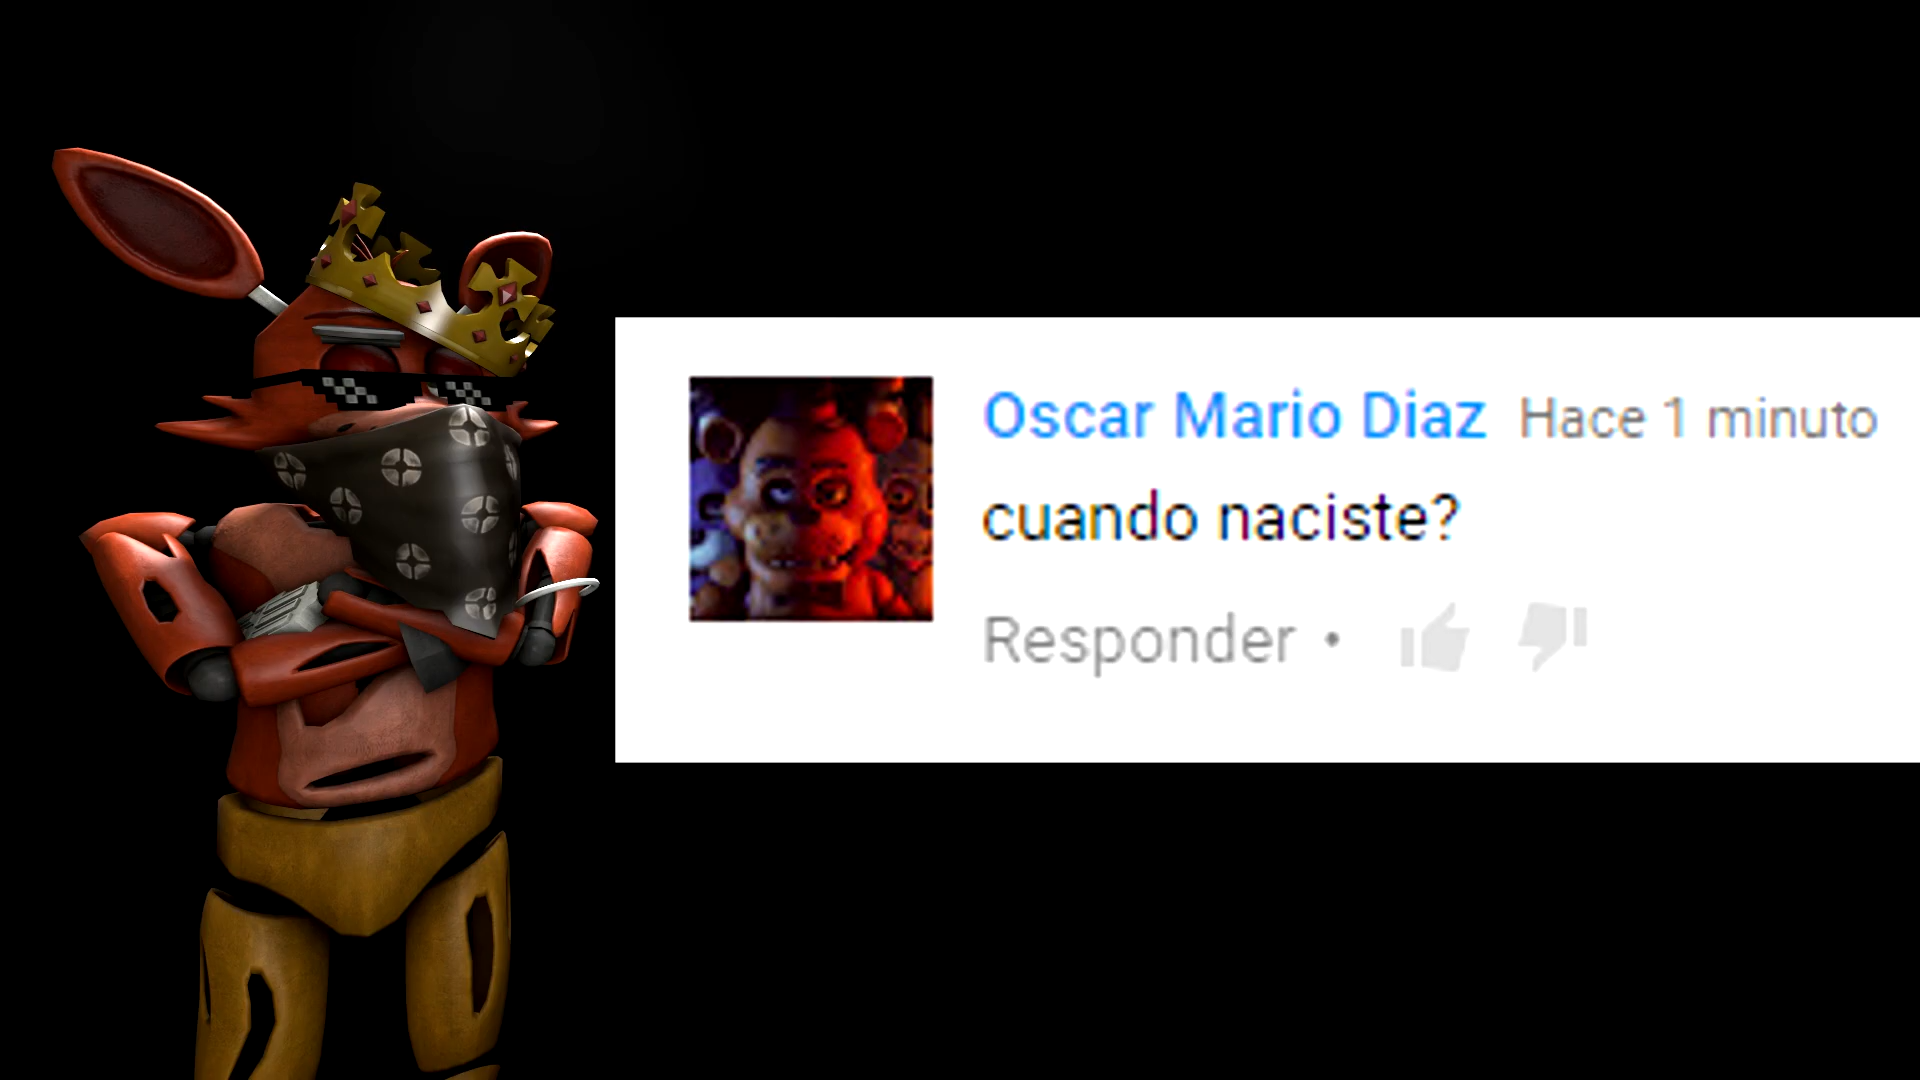 Oscar Mario Diaz Hace 1 minuto
cuando naciste?
Responder •